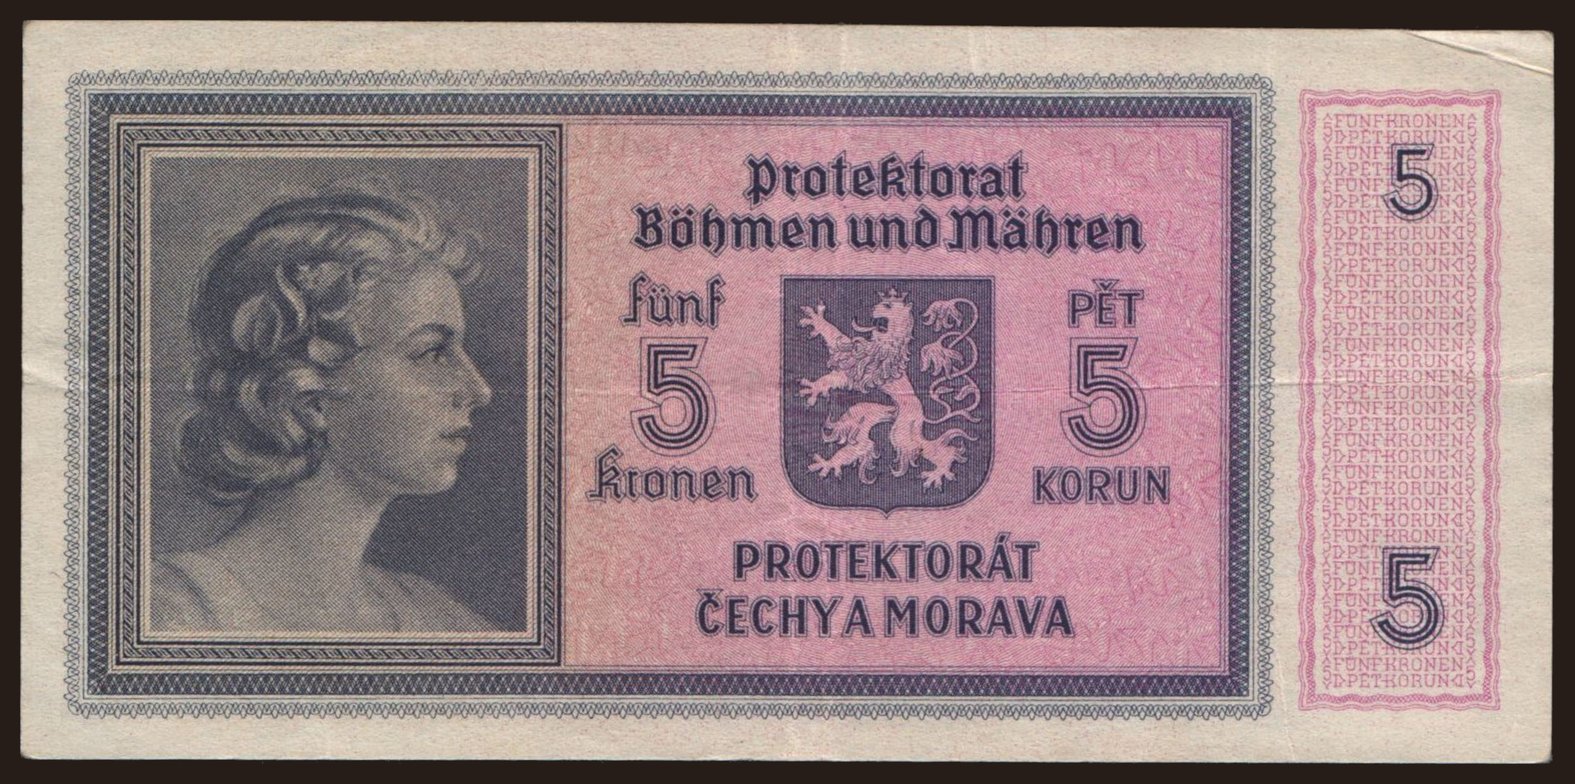 Protektorat
Böhmen und Mähren
fünf
5
Kronen
PĚT
5
KORUN
PROTEKTORÁT
ČECHY A MORAVA
5
5